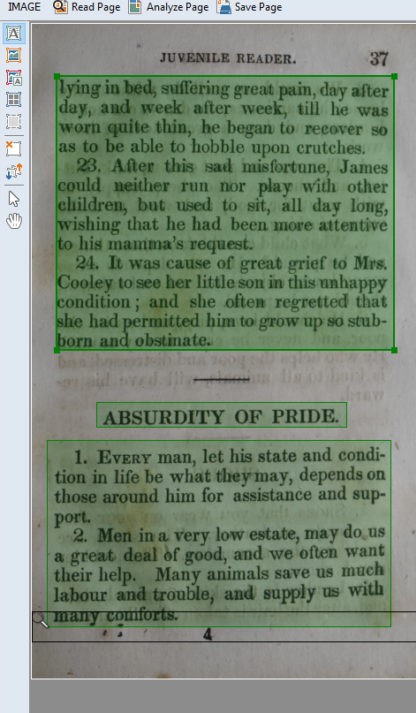 IMAGE Read Page Analyze Page Save Page
JUVENILE READER. 37
lying in bed, suffering great pain, day after
day, and week after week, till he was
worn quite thin, he began to recover so
as to be able to hobble upon crutches.
23. After this sad misfortune, James
could neither run nor play with other
children, but used to sit, all day long,
wishing that he had been more attentive
to his mamma's request.
24. It was cause of great grief to Mrs.
Cooley to see her little son in this unhappy
condition; and she often regretted that
she had permitted him to grow up so stub-
born and obstinate.
ABSURDITY OF PRIDE.
1. EVERY man, let his state and condi-
tion in life be what they may, depends on
those around him for assistance and sup-
port.
2. Men in a very low estate, may do us
a great deal of good, and we often want
their help. Many animals save us much
labour and trouble, and supply us with
many comforts.
4